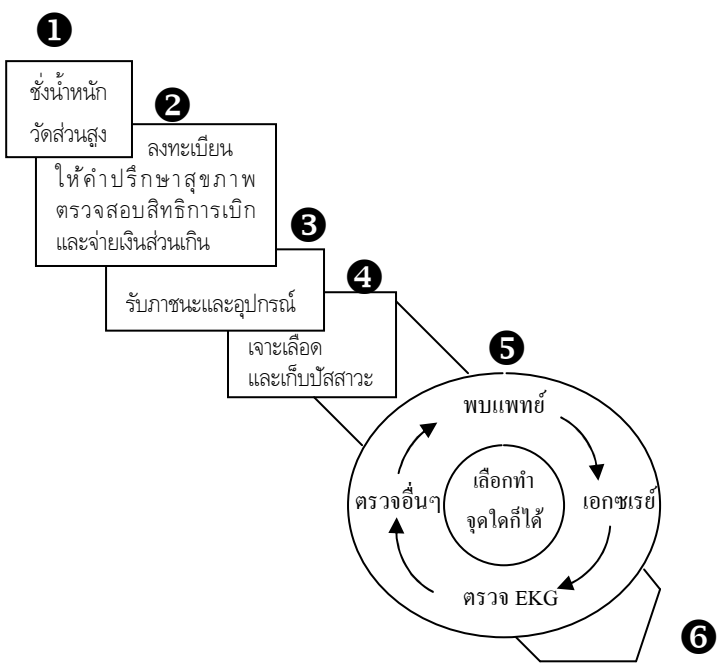 ❶
ชั่งน้ำหนัก
วัดส่วนสูง
❷
ลงทะเบียน
ให้คำปรึกษาสุขภาพ
ตรวจสอบสิทธิการเบิก
และจ่ายเงินส่วนเกิน
❸
รับภาชนะและอุปกรณ์
❹
เจาะเลือด
และเก็บปัสสาวะ
❺
พบแพทย์
เอกซเรย์
ตรวจ EKG
ตรวจอื่นๆ
เลือกทำ
จุดใดก็ได้
❻